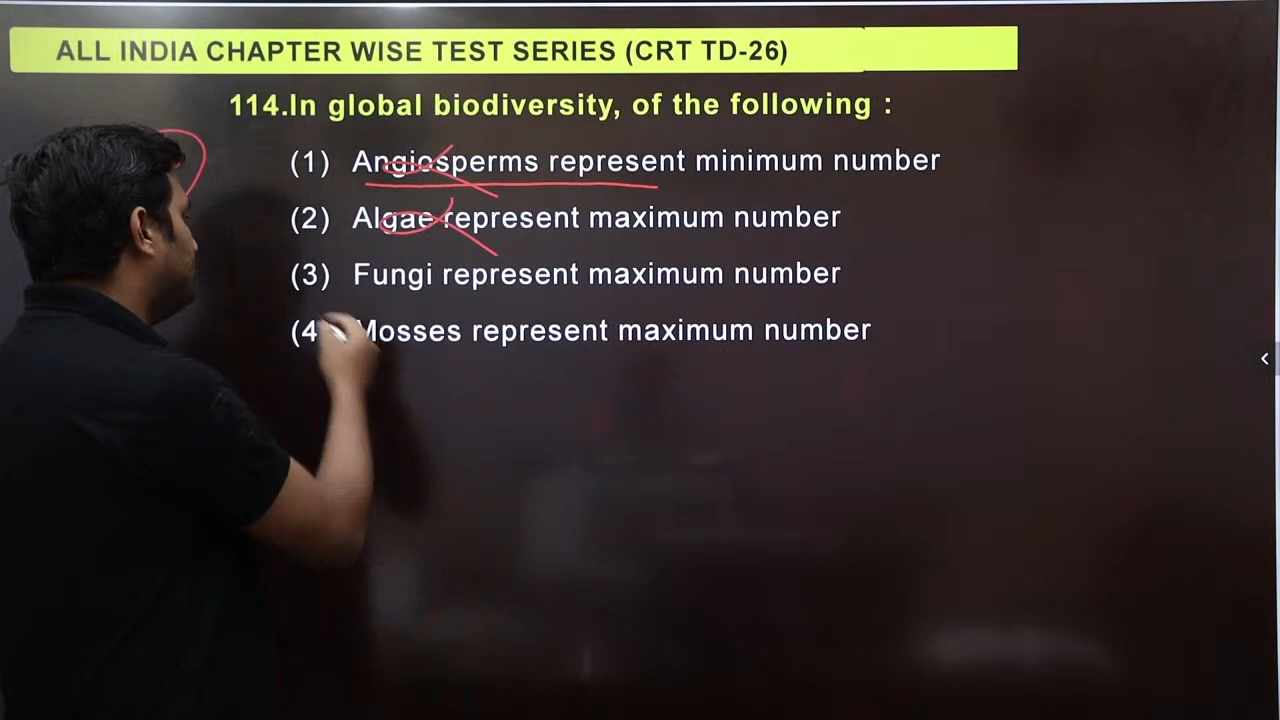 ALL INDIA CHAPTER WISE TEST SERIES (CRT TD-26)
114.In global biodiversity, of the following :
(1) Angiosperms represent minimum number
(2) Algae represent maximum number
(3) Fungi represent maximum number
(4 Mosses represent maximum number